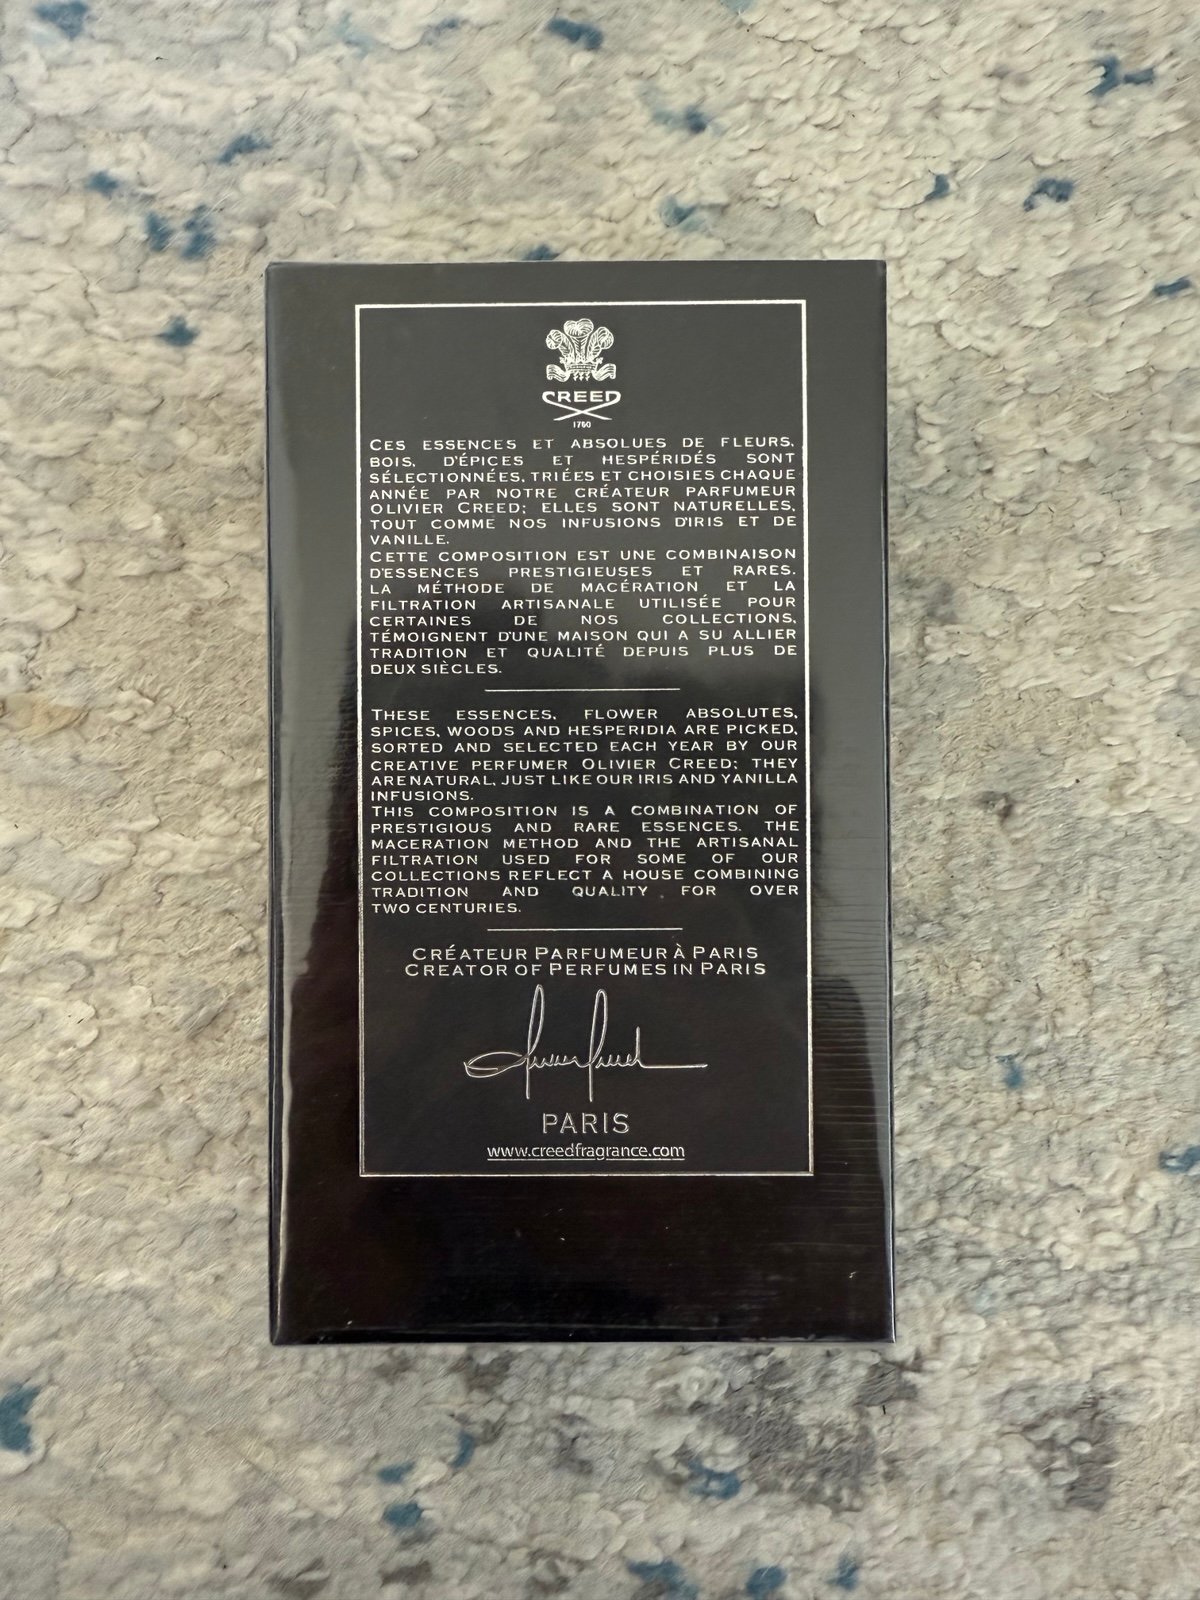 CREED
1760
CES ESSENCES ET ABSOLUES DE FLEURS,
BOIS, D'ÉPICES ET HESPÉRIDÉS SONT
SÉLECTIONNÉES, TRIÉES ET CHOISIES CHAQUE
ANNÉE PAR NOTRE CRÉATEUR PARFUMEUR
OLIVIER CREED; ELLES SONT NATURELLES,
TOUT COMME NOS INFUSIONS D'IRIS ET DE
VANILLE.
CETTE COMPOSITION EST UNE COMBINAISON
D'ESSENCES PRESTIGIEUSES ET RARES.
LA MÉTHODE DE MACÉRATION ET LA
FILTRATION ARTISANALE UTILISÉE POUR
CERTAINES DE NOS COLLECTIONS,
TÉMOIGNENT D'UNE MAISON QUI A SU ALLIER
TRADITION ET QUALITÉ DEPUIS PLUS DE
DEUX SIÈCLES.
THESE ESSENCES, FLOWER ABSOLUTES,
SPICES, WOODS AND HESPERIDIA ARE PICKED,
SORTED AND SELECTED EACH YEAR BY OUR
CREATIVE PERFUMER OLIVIER CREED; THEY
ARE NATURAL, JUST LIKE OUR IRIS AND VANILLA
INFUSIONS.
THIS COMPOSITION IS A COMBINATION OF
PRESTIGIOUS AND RARE ESSENCES. THE
MACERATION METHOD AND THE ARTISANAL
FILTRATION USED FOR SOME OF OUR
COLLECTIONS REFLECT A HOUSE COMBINING
TRADITION AND QUALITY FOR OVER
TWO CENTURIES.
CRÉATEUR PARFUMEUR À PARIS
CREATOR OF PERFUMES IN PARIS
PARIS
www.creedfragrance.com